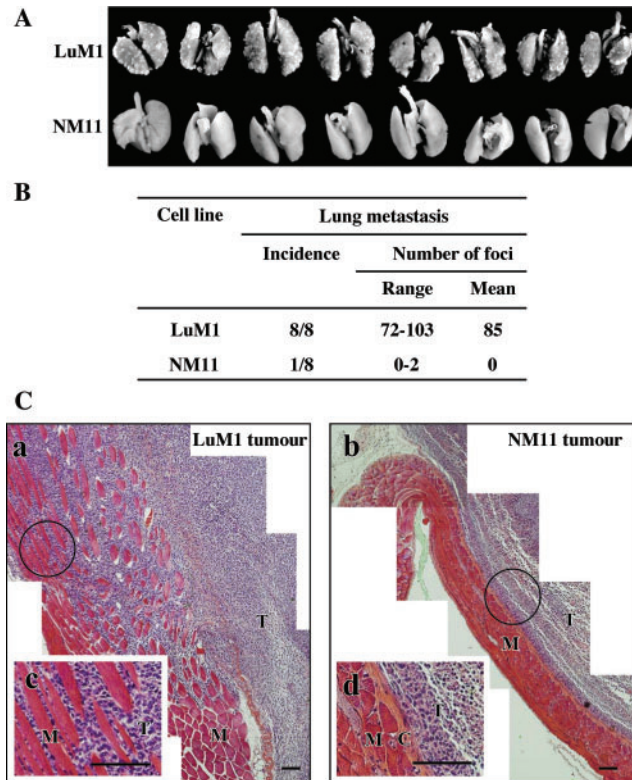 A
LuM1
NM11
B
Cell line Lung metastasis
Incidence Number of foci
Range Mean
LuM1 8/8 72-103 85
NM11 1/8 0-2 0
C
a LuM1 tumour
T
M
c
M T
b NM11 tumour
T
M
d
T
M C